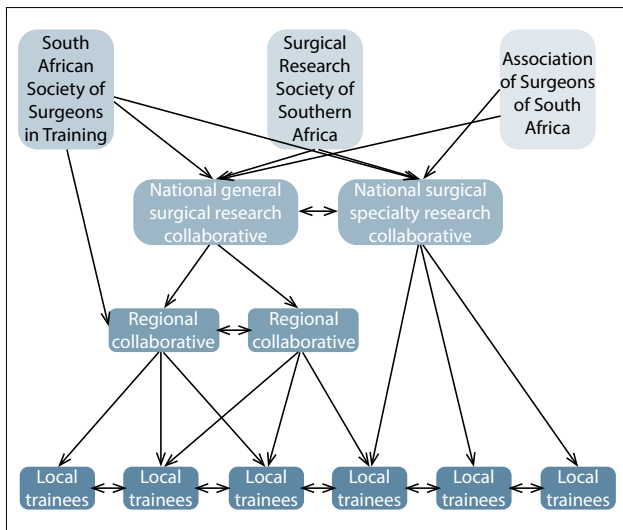 South
African
Society of
Surgeons
in Training
Surgical
Research
Society of
Southern
Africa
Association
of Surgeons
of South
Africa
National general
surgical research
collaborative
National surgical
specialty research
collaborative
Regional
collaborative
Regional
collaborative
Local
trainees
Local
trainees
Local
trainees
Local
trainees
Local
trainees
Local
trainees